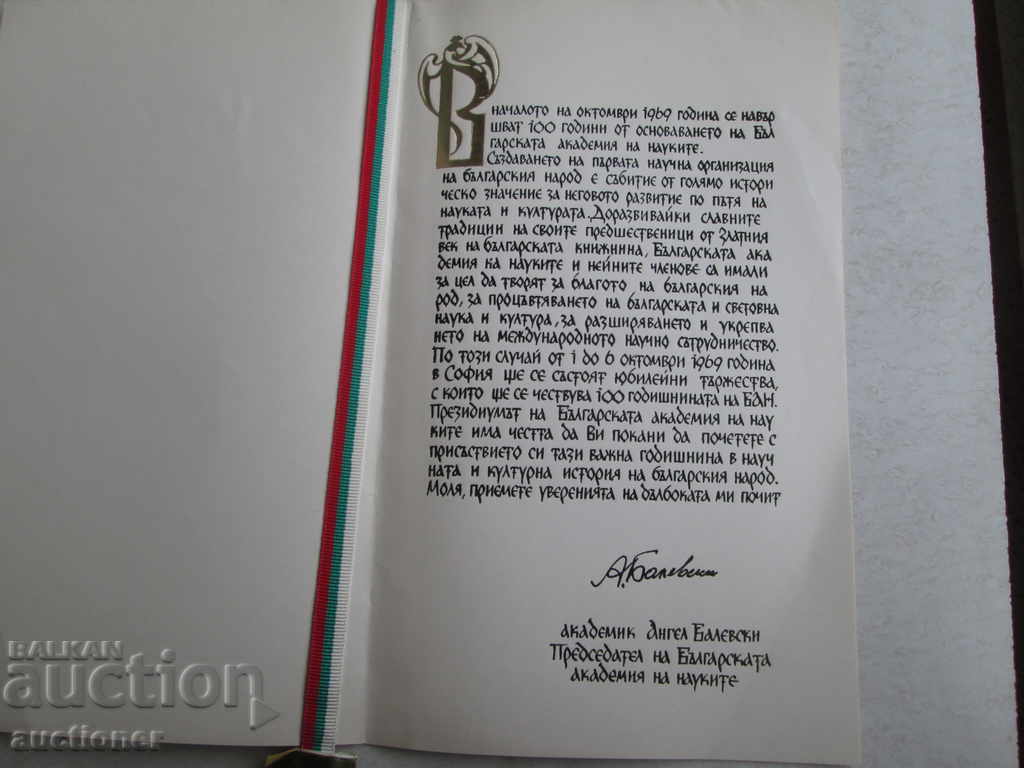 В НАЧАЛОТО НА ОКТОМВРИ 1969 ГОДИНА СЕ НАВЪР
ШВАТ 100 ГОДИНИ ОТ ОСНОВАВАНЕТО НА БЪЛ
ГАРСКАТА АКАДЕМИЯ НА НАУКИТЕ.
СЪЗДАВАНЕТО НА ПЪРВАТА НАУЧНА ОРГАНИЗАЦИЯ
НА БЪЛГАРСКИЯ НАРОД Е СЪБИТИЕ ОТ ГОЛЯМО ИСТОРИ
ЧЕСКО ЗНАЧЕНИЕ ЗА НЕГОВОТО РАЗВИТИЕ ПО ПЪТЯ НА
НАУКАТА И КУЛТУРАТА. ДОРАЗВИВАЙКИ СЛАВНИТЕ
ТРАДИЦИИ НА СВОИТЕ ПРЕДШЕСТВЕНИЦИ ОТ ЗЛАТНИЯ
ВЕК НА БЪЛГАРСКАТА КНИЖНИНА, БЪЛГАРСКАТА АКА
ДЕМИЯ НА НАУКИТЕ И НЕЙНИТЕ ЧЛЕНОВЕ СА ИМАЛИ
ЗА ЦЕЛ ДА ТВОРЯТ ЗА БЛАГОТО НА БЪЛГАРСКИЯ НА
РОД, ЗА ПРОЦЪВТЯВАНЕТО НА БЪЛГАРСКАТА И СВЕТОВНА
НАУКА И КУЛТУРА, ЗА РАЗШИРЯВАНЕТО И УКРЕПВА
НЕТО НА МЕЖДУНАРОДНОТО НАУЧНО СЪТРУДНИЧЕСТВО.
ПО ТОЗИ СЛУЧАЙ ОТ 1 ДО 6 ОКТОМВРИ 1969 ГОДИНА
В СОФИЯ ЩЕ СЕ СЪСТОЯТ ЮБИЛЕЙНИ ТЪРЖЕСТВА,
С КОИТО ЩЕ СЕ ЧЕСТВУВА 100 ГОДИШНИНАТА НА БАН.
ПРЕЗИДИУМЪТ НА БЪЛГАРСКАТА АКАДЕМИЯ НА НАУ
КИТЕ ИМА ЧЕСТТА ДА ВИ ПОКАНИ ДА ПОЧЕТЕТЕ С
ПРИСЪСТВИЕТО СИ ТАЗИ ВАЖНА ГОДИШНИНА В НАУЧ
НАТА И КУЛТУРНА ИСТОРИЯ НА БЪЛГАРСКИЯ НАРОД.
МОЛЯ, ПРИЕМЕТЕ УВЕРЕНИЯТА НА ДЪЛБОКАТА МИ ПОЧИТ
А. Балевски
АКАДЕМИК АНГЕЛ БАЛЕВСКИ
ПРЕДСЕДАТЕЛ НА БЪЛГАРСКАТА
АКАДЕМИЯ НА НАУКИТЕ
BALKAN
auction
auctioner